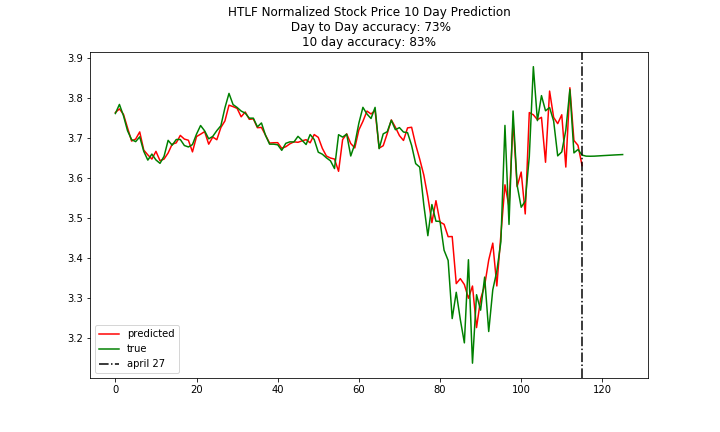 HTLF Normalized Stock Price 10 Day Prediction
Day to Day accuracy: 73%
10 day accuracy: 83%
3.9
3.8
3.7
3.6
3.5
3.4
3.3
3.2
predicted
true
april 27
0 20 40 60 80 100 120